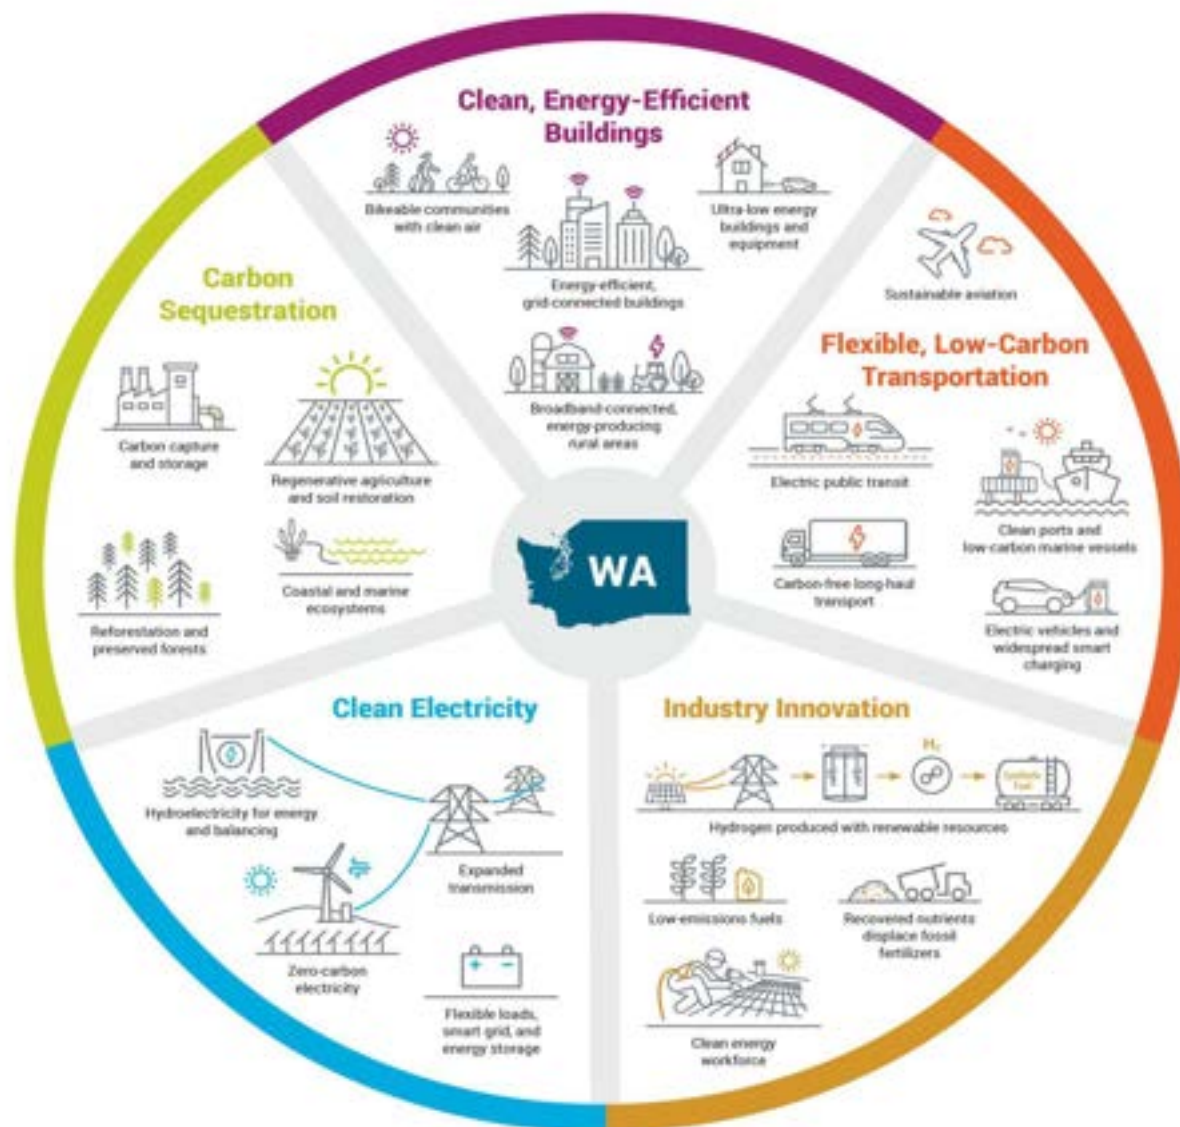 Clean, Energy-Efficient
Buildings
Bikeable communities
with clean air
Energy-efficient,
grid-connected buildings
Ultra-low energy
buildings and
equipment
Broadband-connected,
energy-producing
rural areas
Sustainable aviation
Flexible, Low-Carbon
Transportation
Electric public transit
Clean ports and
low-carbon marine vessels
Carbon-free long-haul
transport
Electric vehicles and
widespread smart
charging
Carbon
Sequestration
Carbon capture
and storage
Regenerative agriculture
and soil restoration
Reforestation and
preserved forests
Coastal and marine
ecosystems
WA
Clean Electricity
Hydroelectricity for energy
and balancing
Expanded
transmission
Zero-carbon
electricity
+ -
Flexible loads,
smart grid, and
energy storage
Industry Innovation
H₂
Synthetic
Fuel
Hydrogen produced with renewable resources
Low-emissions fuels
Recovered nutrients
displace fossil
fertilizers
Clean energy
workforce